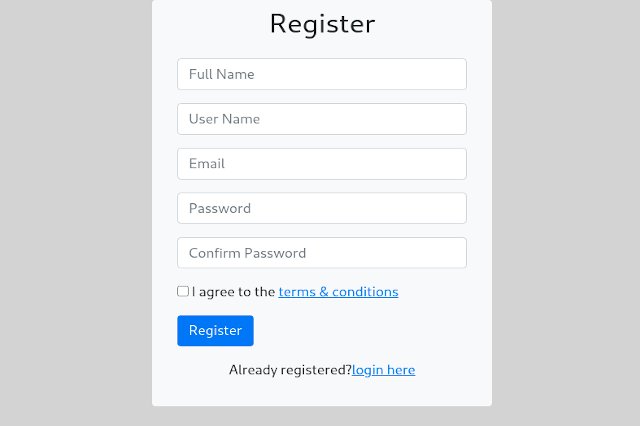 Register
Full Name
User Name
Email
Password
Confirm Password
I agree to the terms & conditions
Register
Already registered?login here